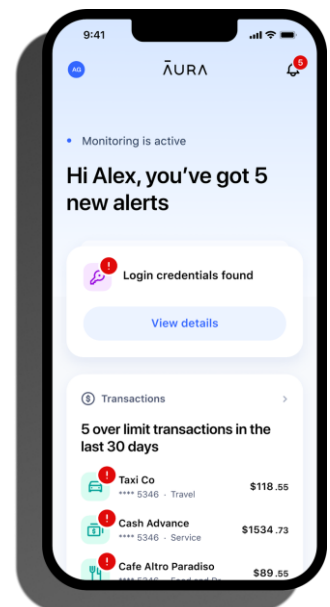 9:41
AG
ĀURA
5
Monitoring is active
Hi Alex, you've got 5
new alerts
!
Login credentials found
View details
Transactions
5 over limit transactions in the
last 30 days
!
Taxi Co
$118.55
**** 5346 · Travel
!
Cash Advance
$1534.73
**** 5346 · Service
!
Cafe Altro Paradiso
$89.55
**** 5346 ·